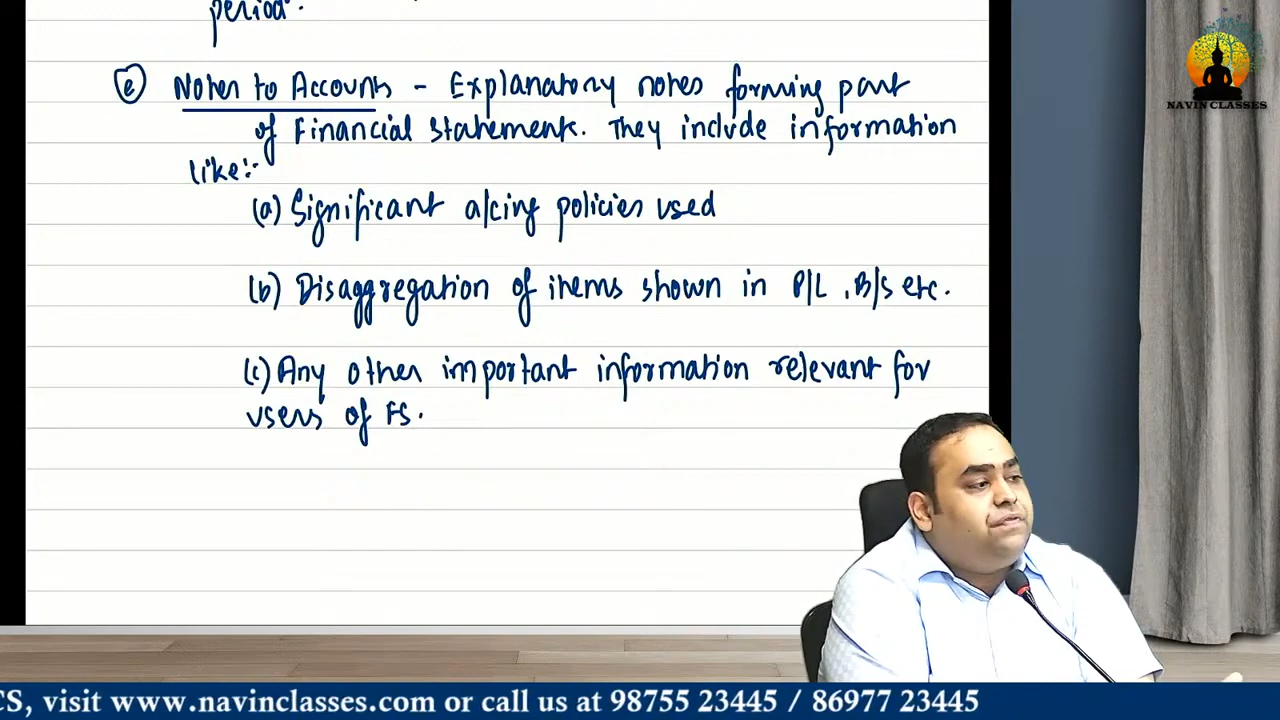 period.
(e) Notes to Accounts - Explanatory notes forming part
of Financial statements. They include information
like:-
(a) Significant a/cing policies used
(b) Disaggregation of items shown in P/L, B/S etc.
(c) Any other important information relevant for
users of FS.
NAVIN CLASSES
CS, visit www.navinclasses.com or call us at 98755 23445 / 86977 23445